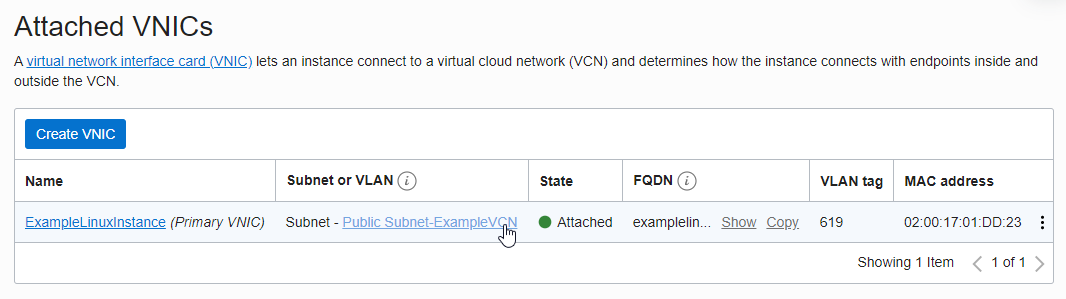 Attached VNICs
A virtual network interface card (VNIC) lets an instance connect to a virtual cloud network (VCN) and determines how the instance connects with endpoints inside and
outside the VCN.
Create VNIC
Name Subnet or VLAN i State FQDN i VLAN tag MAC address
ExampleLinuxInstance (Primary VNIC) Subnet - Public Subnet-ExampleVCN Attached examplelin... Show Copy 619 02:00:17:01:DD:23
Showing 1 Item 1 of 1